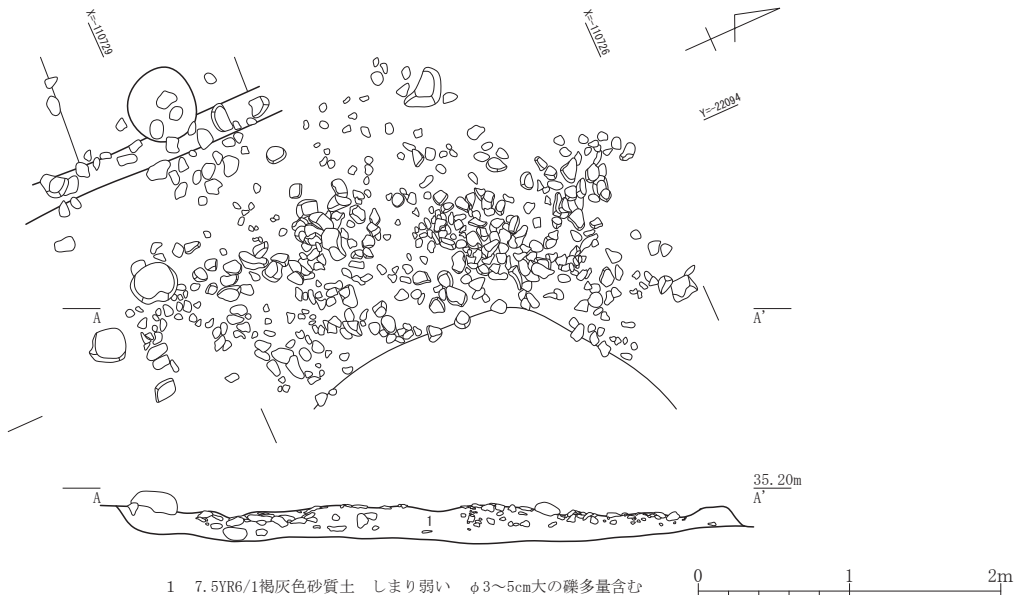 X=-110729
X=-110726
Y=-22094
A
A'
35.20m
A
A'
1
1 7.5YR6/1褐灰色砂質土 しまり弱い φ3~5cm大の礫多量含む
0 1 2m